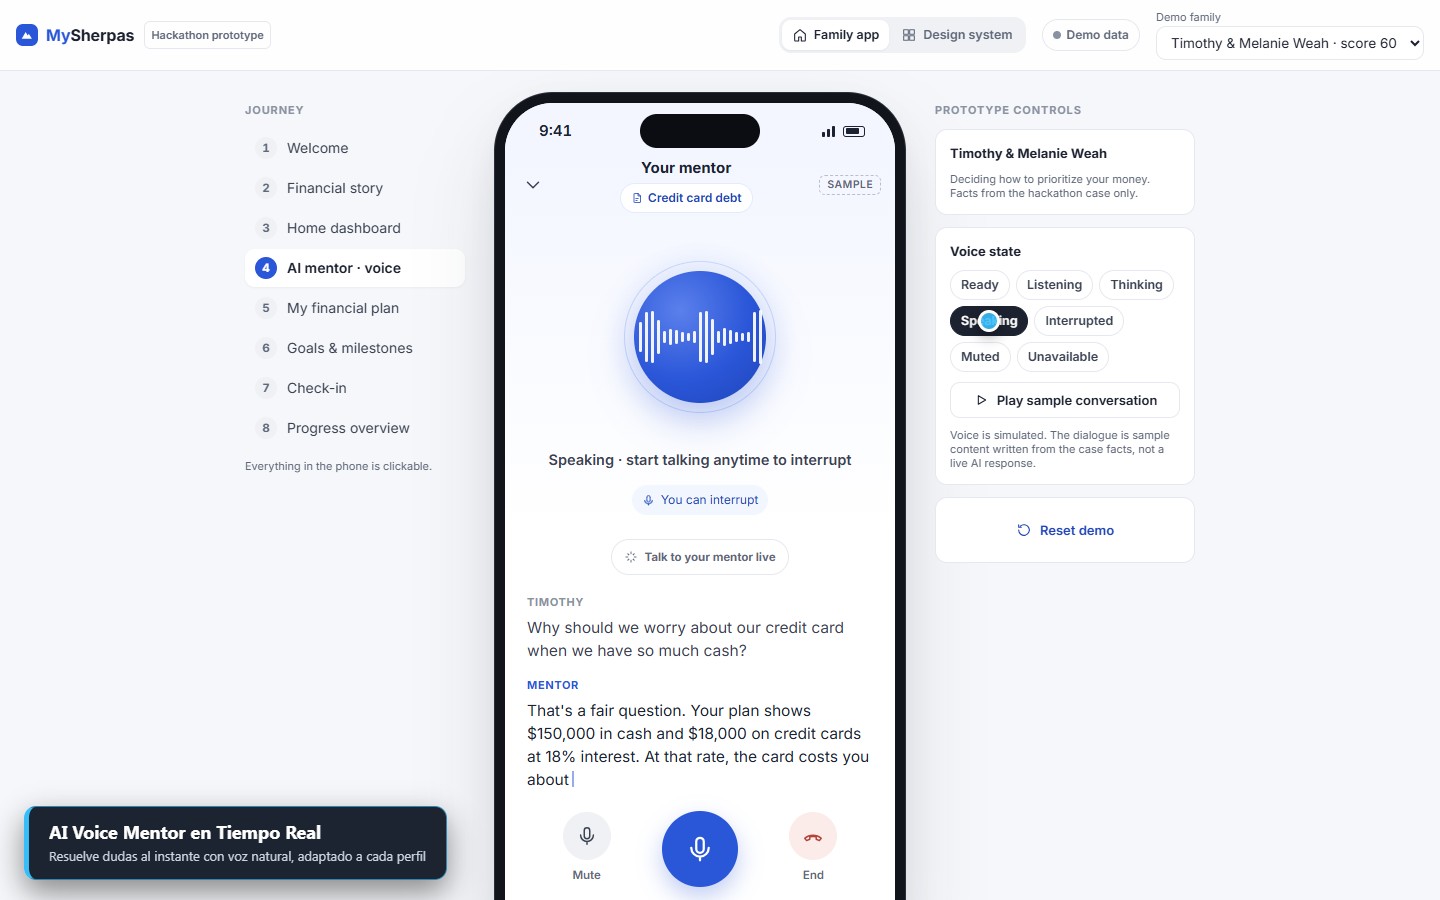 MySherpas
Hackathon prototype
Family app
Design system
Demo data
Demo family
Timothy & Melanie Weah · score 60
JOURNEY
1 Welcome
2 Financial story
3 Home dashboard
4 AI mentor · voice
5 My financial plan
6 Goals & milestones
7 Check-in
8 Progress overview
Everything in the phone is clickable.
9:41
Your mentor
Credit card debt
SAMPLE
Speaking · start talking anytime to interrupt
You can interrupt
Talk to your mentor live
TIMOTHY
Why should we worry about our credit card
when we have so much cash?
MENTOR
That's a fair question. Your plan shows
$150,000 in cash and $18,000 on credit cards
at 18% interest. At that rate, the card costs you
about
Mute
End
PROTOTYPE CONTROLS
Timothy & Melanie Weah
Deciding how to prioritize your money.
Facts from the hackathon case only.
Voice state
Ready Listening Thinking
Speaking Interrupted
Muted Unavailable
Play sample conversation
Voice is simulated. The dialogue is sample
content written from the case facts, not a
live AI response.
Reset demo
AI Voice Mentor en Tiempo Real
Resuelve dudas al instante con voz natural, adaptado a cada perfil